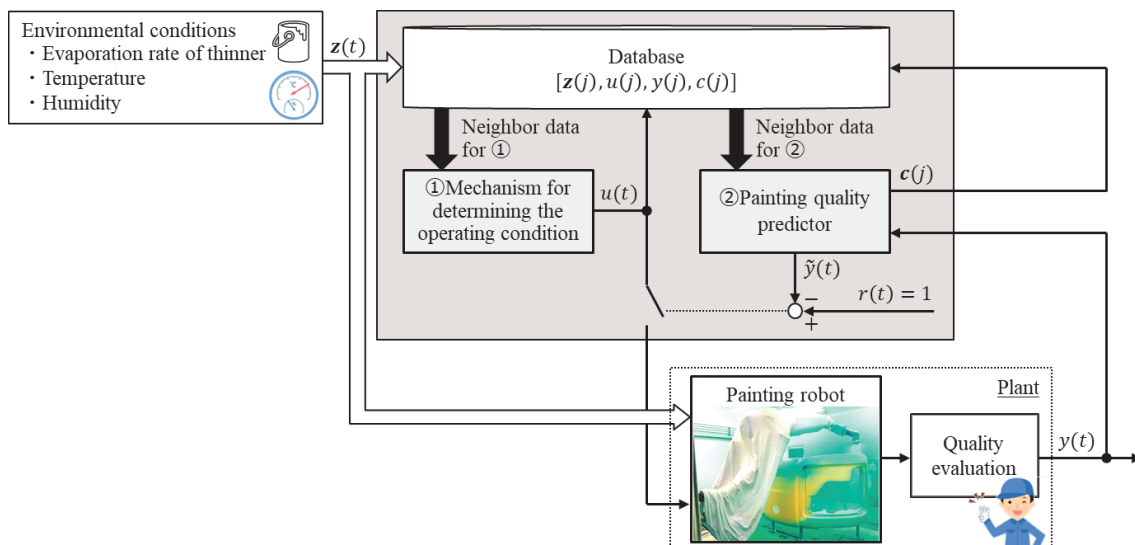 Environmental conditions
・Evaporation rate of thinner
・Temperature
・Humidity
z(t)
Database
[z(j), u(j), y(j), c(j)]
Neighbor data
for ①
Neighbor data
for ②
①Mechanism for
determining the
operating condition
u(t)
②Painting quality
predictor
c(j)
ỹ(t)
r(t) = 1
−
+
Plant
Painting robot
Quality
evaluation
y(t)